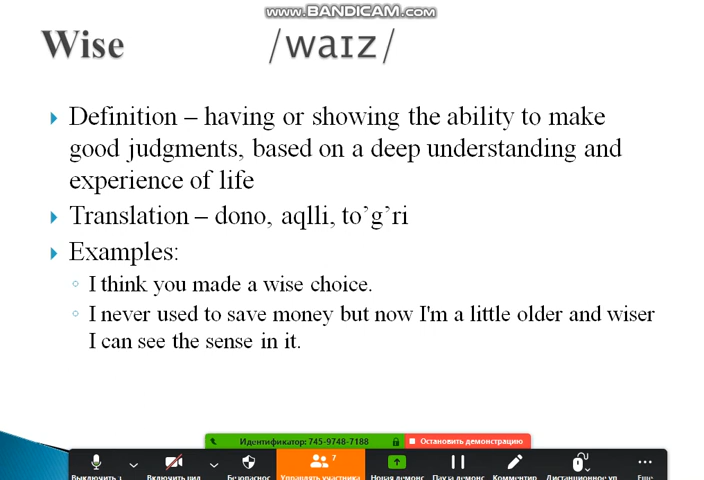 www.BANDICAM.com
Wise /waɪz/
Definition – having or showing the ability to make
good judgments, based on a deep understanding and
experience of life
Translation – dono, aqlli, to’g’ri
Examples:
I think you made a wise choice.
I never used to save money but now I'm a little older and wiser
I can see the sense in it.
Идентификатор: 745-9748-7188 Остановить демонстрацию
7
Выключить з Включить вид Безопаснос Управлять участника Новая демонс Пауза демонс Комментир Дистанционное уп Еще